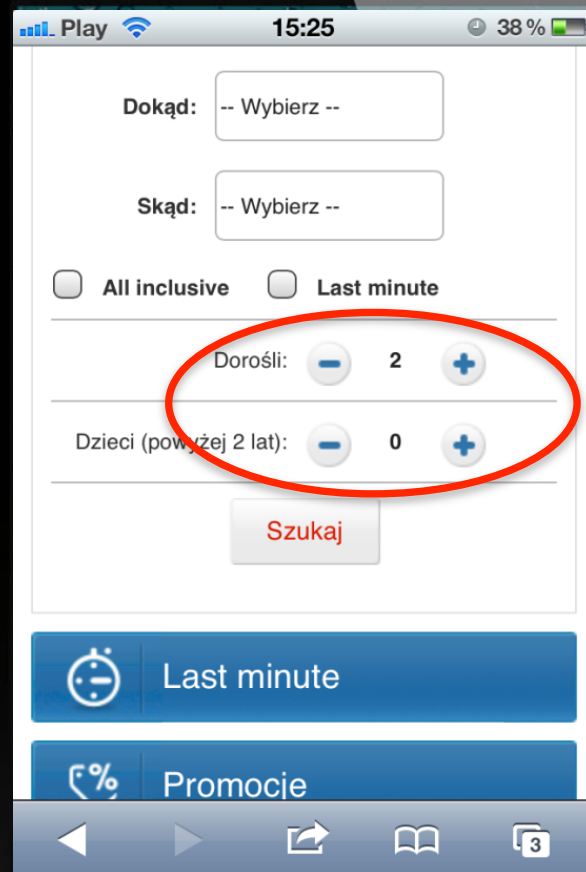 Play 15:25 38 %
Dokąd: -- Wybierz --
Skąd: -- Wybierz --
All inclusive Last minute
Dorośli: 2
Dzieci (powyżej 2 lat): 0
Szukaj
Last minute
% Promocje
3